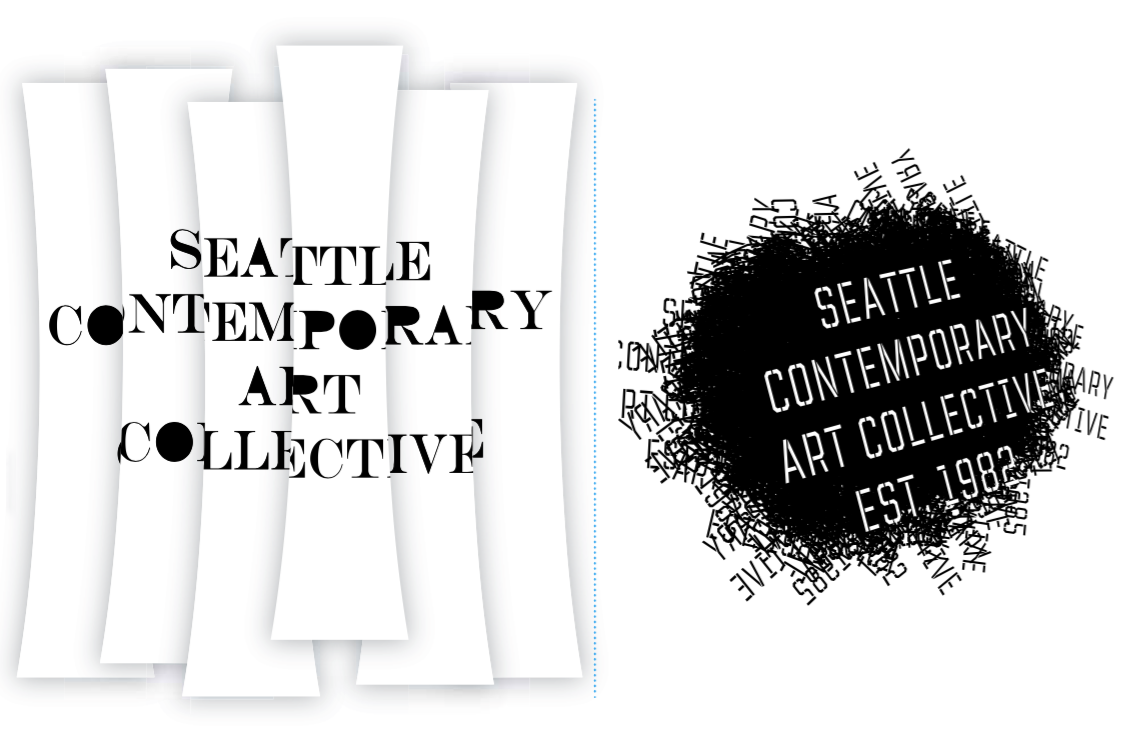 SEATTLE
CONTEMPORARY
ART
COLLECTIVE
SEATTLE
CONTEMPORARY
ART COLLECTIVE
EST 1982